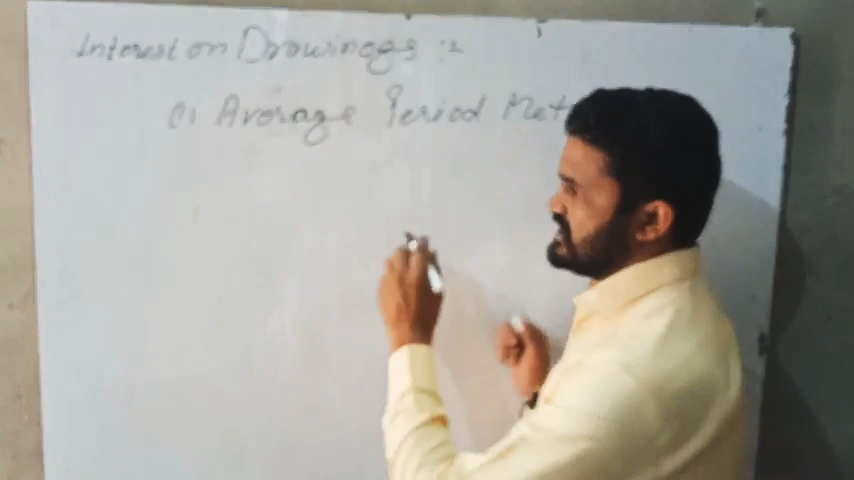 Interest on Drawings :-
(1) Average Period Met